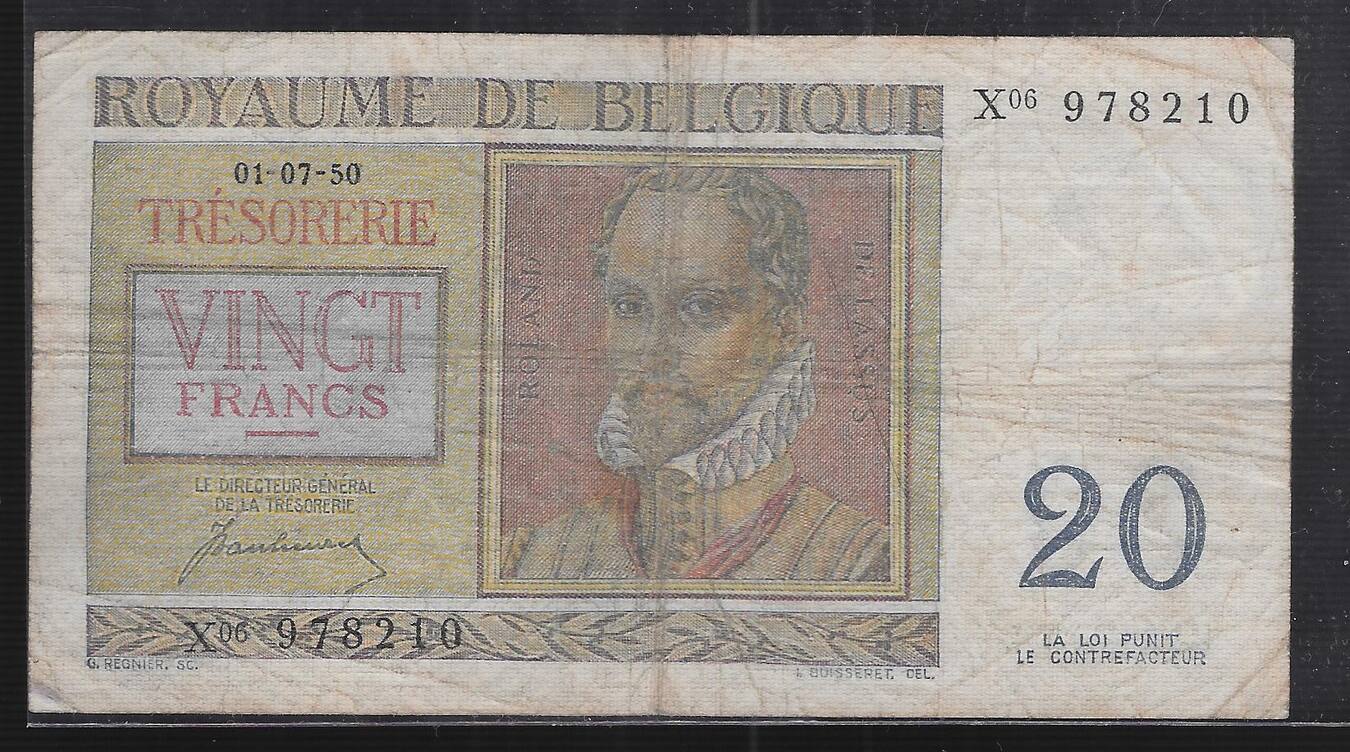 ROYAUME DE BELGIQUE
X06 978210
01-07-50
TRÉSORERIE
VINGT
FRANCS
LE DIRECTEUR GÉNÉRAL
DE LA TRÉSORERIE
ROLAND
DE LASSUS
X06 978210
20
LA LOI PUNIT
LE CONTREFACTEUR
G. REGNIER. SC.
BUISSERET. DEL.